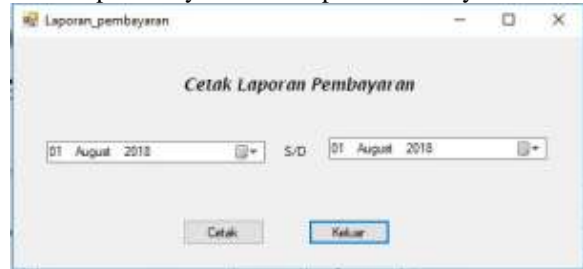 Laporan_pembayaran
Cetak Laporan Pembayaran
01 August 2018 S/D 01 August 2018
Cetak Keluar